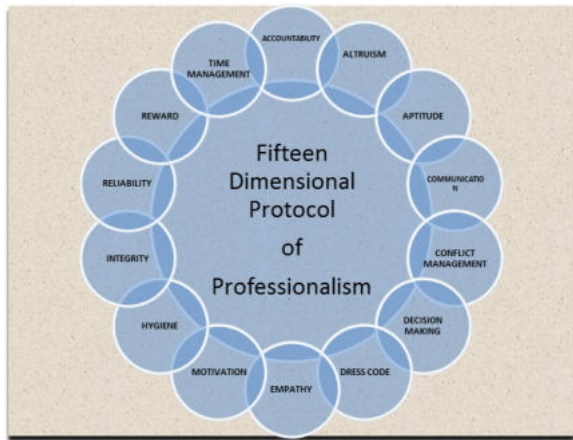 Fifteen
Dimensional
Protocol
of
Professionalism
ACCOUNTABILITY
ALTRUISM
APTITUDE
COMMUNICATIO
N
CONFLICT
MANAGEMENT
DECISION
MAKING
DRESS CODE
EMPATHY
MOTIVATION
HYGIENE
INTEGRITY
RELIABILITY
REWARD
TIME
MANAGEMENT